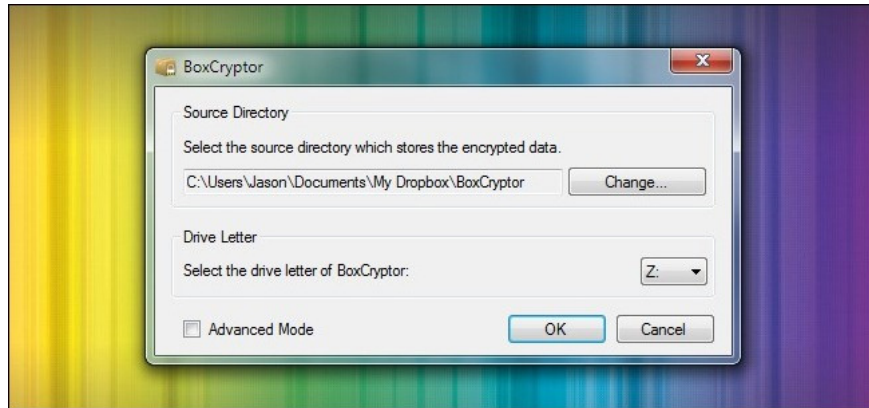 BoxCryptor
Source Directory
Select the source directory which stores the encrypted data.
C:\Users\Jason\Documents\My Dropbox\BoxCryptor
Change...
Drive Letter
Select the drive letter of BoxCryptor:
Z:
Advanced Mode
OK
Cancel